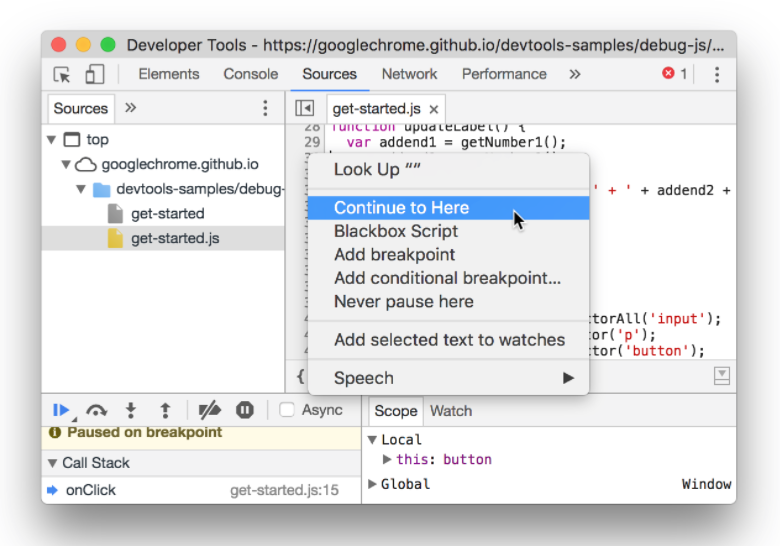 Developer Tools - https://googlechrome.github.io/devtools-samples/debug-js/...
Elements Console Sources Network Performance » 1
Sources »
get-started.js ×
top
googlechrome.github.io
devtools-samples/debug-
get-started
get-started.js
28 function updateLabel() {
29 var addend1 = getNumber1();
' + ' + addend2 +
torAll('input');
tor('p');
tor('button');
{
Look Up “”
Continue to Here
Blackbox Script
Add breakpoint
Add conditional breakpoint...
Never pause here
Add selected text to watches
Speech
Async
Paused on breakpoint
Call Stack
onClick get-started.js:15
Scope Watch
Local
this: button
Global Window